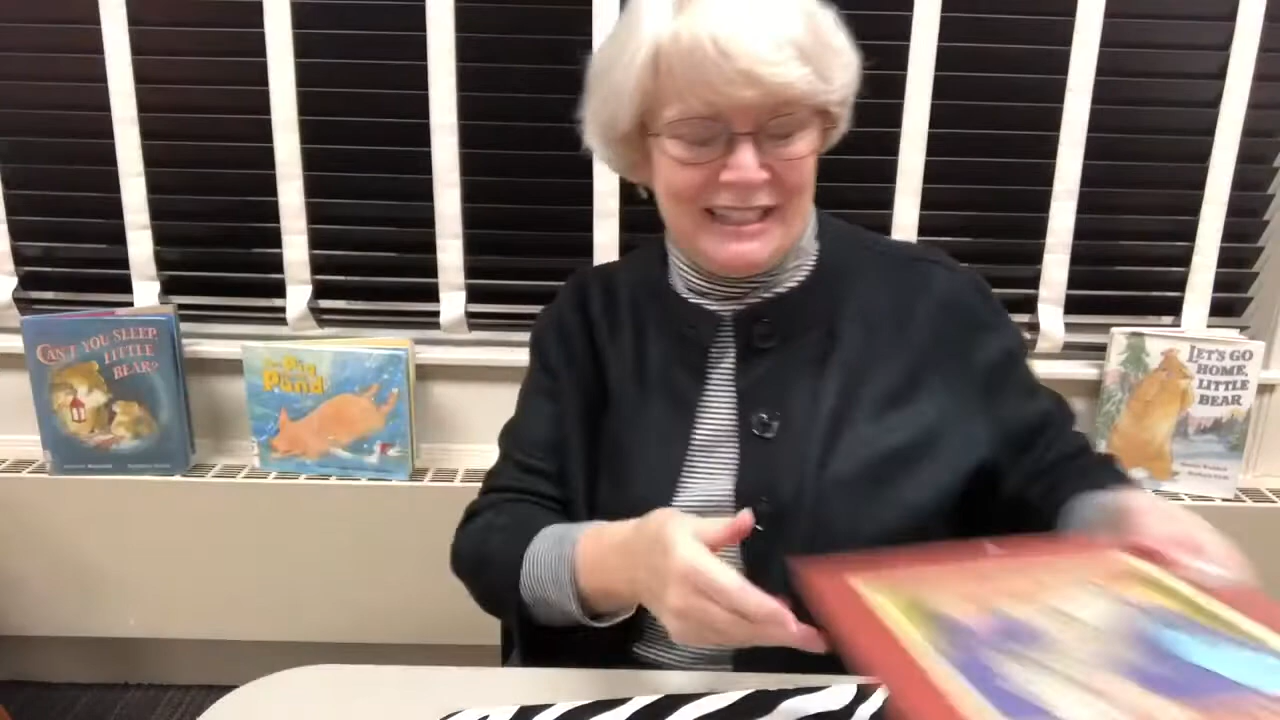 CAN'T YOU SLEEP,
LITTLE
BEAR?
Pig
Pond
LET'S GO
HOME,
LITTLE
BEAR